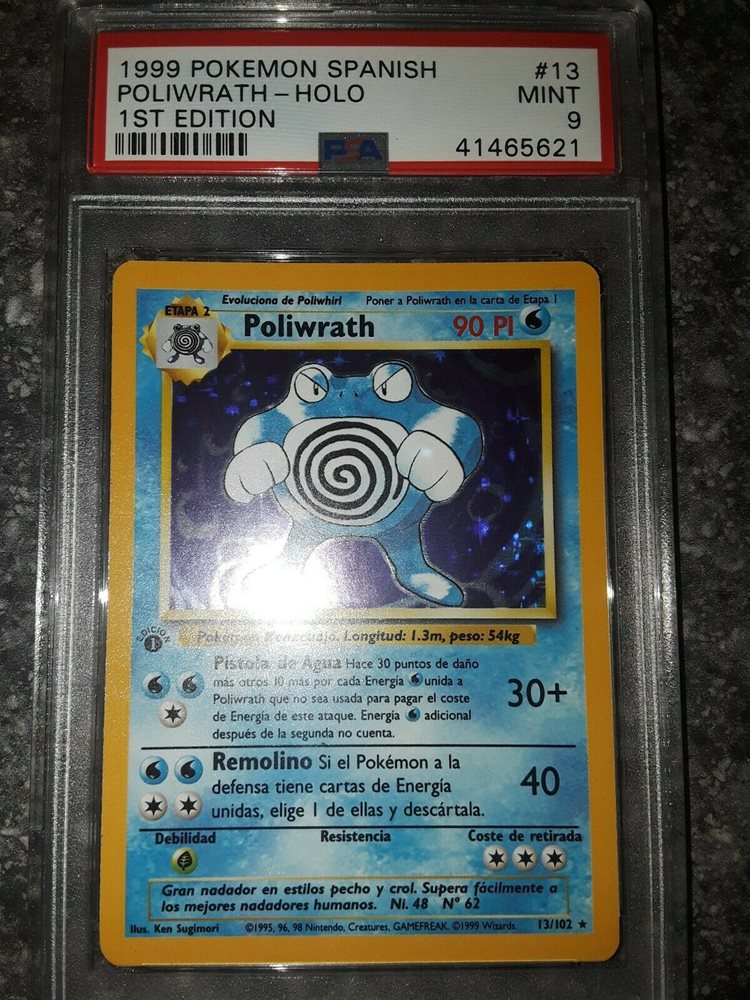 1999 POKEMON SPANISH #13
POLIWRATH – HOLO MINT
1ST EDITION 9
PSA 41465621
Evoluciona de Poliwhirl Poner a Poliwrath en la carta de Etapa 1
ETAPA 2
Poliwrath 90 PI
EDICION
1
Pokémon Renacuajo. Longitud: 1.3m, peso: 54kg
Pistola de Agua Hace 30 puntos de daño
más otros 10 más por cada Energía unida a
Poliwrath que no sea usada para pagar el coste
de Energía de este ataque. Energía adicional
después de la segunda no cuenta.
30+
Remolino Si el Pokémon a la
defensa tiene cartas de Energía
unidas, elige 1 de ellas y descártala.
40
Debilidad Resistencia Coste de retirada
Gran nadador en estilos pecho y crol. Supera fácilmente a
los mejores nadadores humanos. Ni. 48 N° 62
Ilus. Ken Sugimori ©1995, 96, 98 Nintendo, Creatures, GAMEFREAK. ©1999 Wizards. 13/102 ★